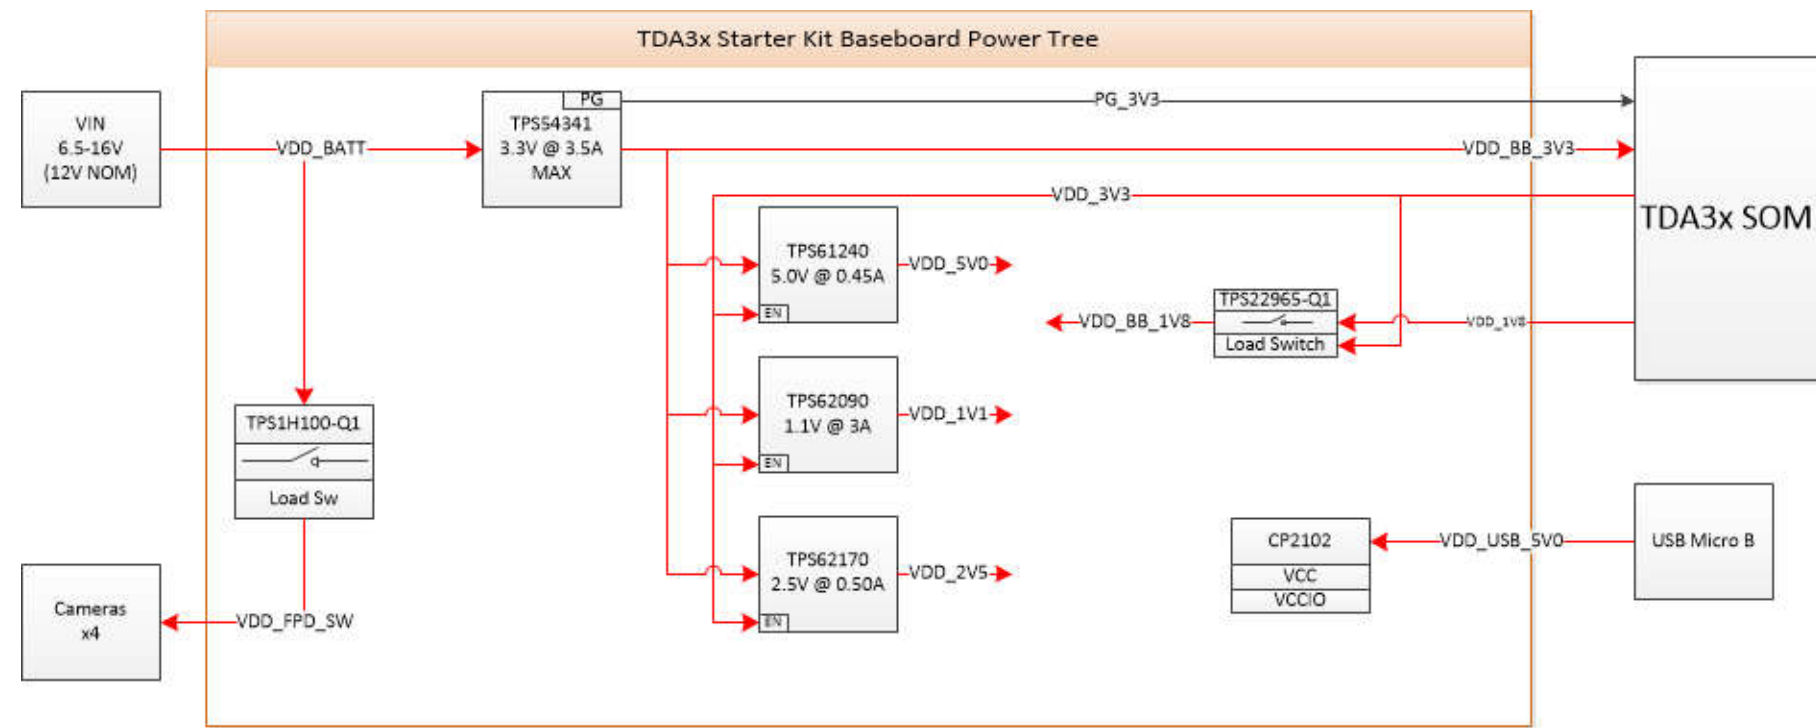 TDA3x Starter Kit Baseboard Power Tree
VIN
6.5-16V
(12V NOM)
VDD_BATT
PG
TPS54341
3.3V @ 3.5A
MAX
PG_3V3
VDD_BB_3V3
VDD_3V3
TDA3x SOM
TPS61240
5.0V @ 0.45A
EN
VDD_5V0
TPS22965-Q1
Load Switch
VDD_BB_1V8
VDD_1V8
TPS62090
1.1V @ 3A
EN
VDD_1V1
TPS1H100-Q1
Load Sw
TPS62170
2.5V @ 0.50A
EN
VDD_2V5
CP2102
VCC
VCCIO
VDD_USB_5V0
USB Micro B
Cameras
x4
VDD_FPD_SW